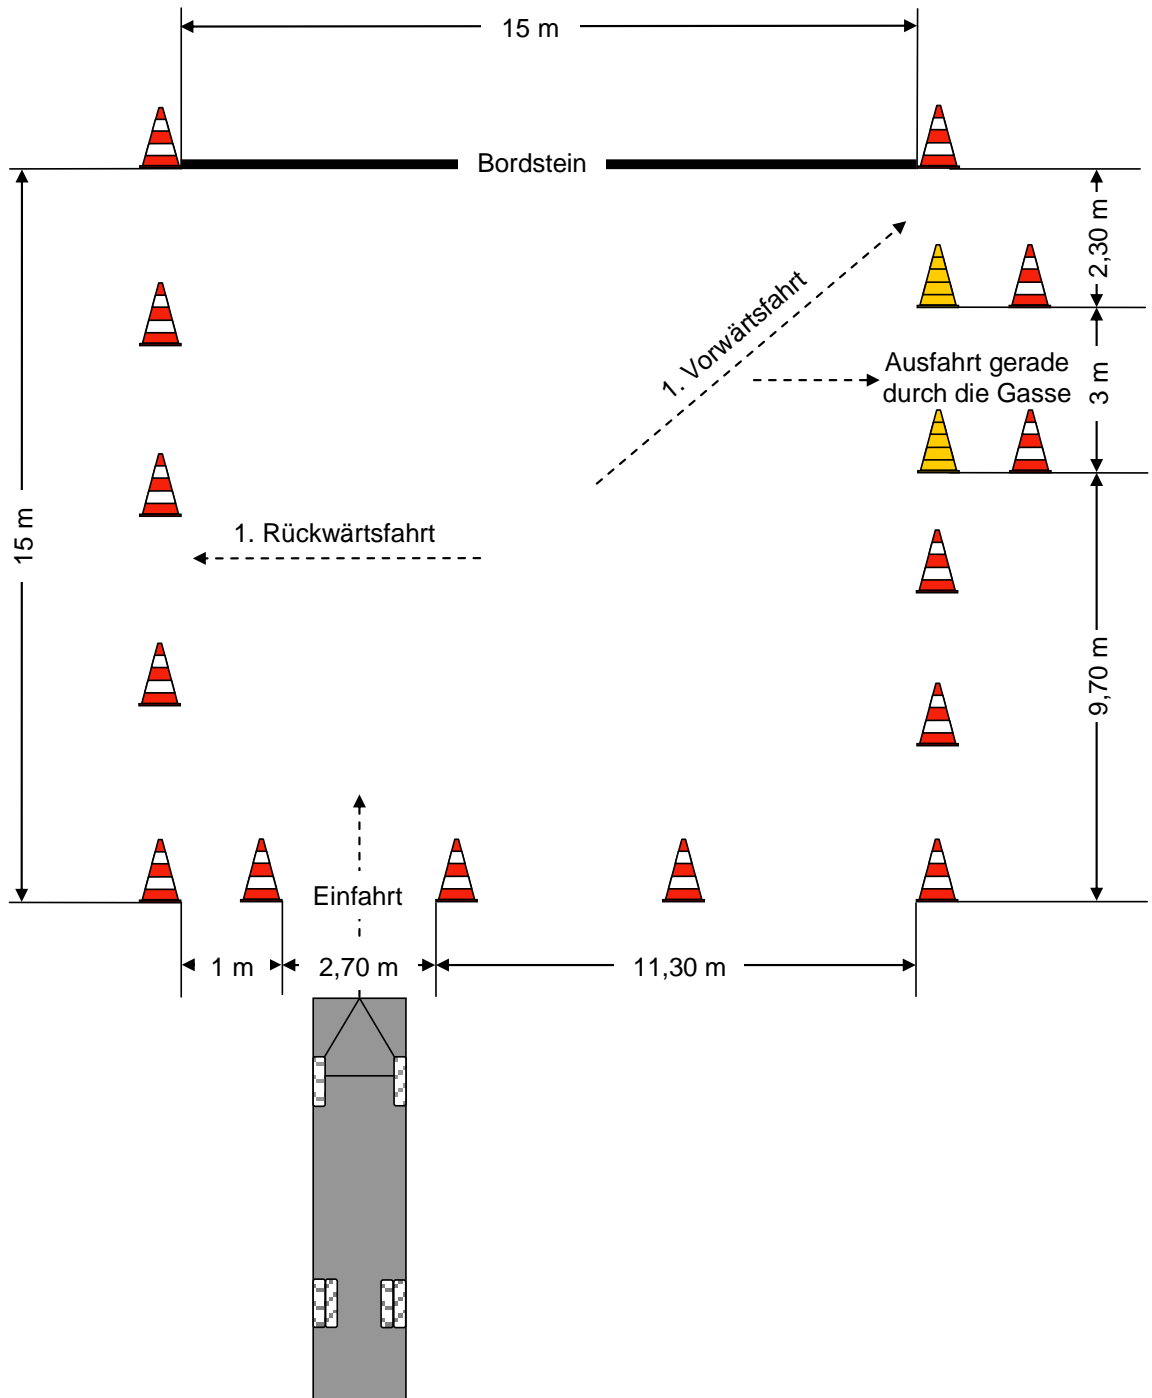 15 m
Bordstein
2,30 m
1. Vorwärtsfahrt
Ausfahrt gerade
durch die Gasse
3 m
15 m
1. Rückwärtsfahrt
9,70 m
Einfahrt
1 m
2,70 m
11,30 m